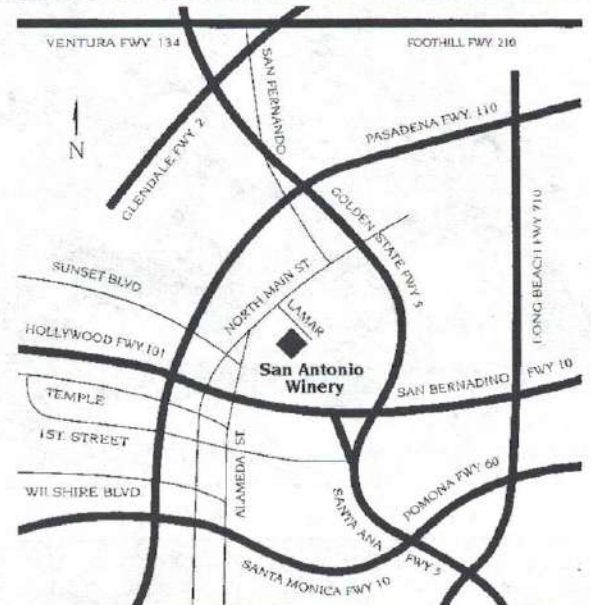 VENTURA FWY. 134
FOOTHILL FWY. 210
SAN FERNANDO
N
GLENDALE FWY. 2
PASADENA FWY. 110
GOLDEN STATE FWY 5
LONG BEACH FWY 710
SUNSET BLVD
NORTH MAIN ST.
LAMAR
HOLLYWOOD FWY 101
San Antonio
Winery
SAN BERNADINO FWY 10
TEMPLE
1ST. STREET
ALAMEDA ST.
WILSHIRE BLVD.
SANTA ANA FWY 5
POMONA FWY 60
SANTA MONICA FWY 10